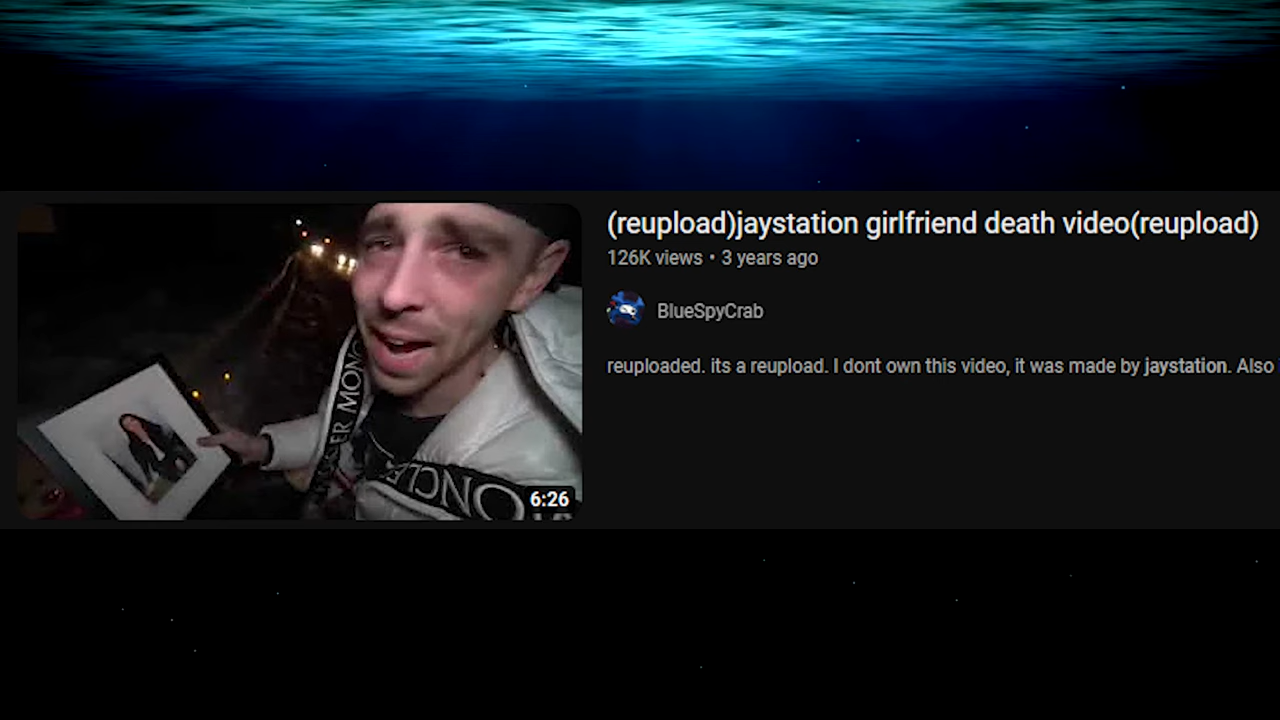 (reupload)jaystation girlfriend death video(reupload)
126K views • 3 years ago
BlueSpyCrab
reuploaded. its a reupload. I dont own this video, it was made by jaystation. Also
6:26